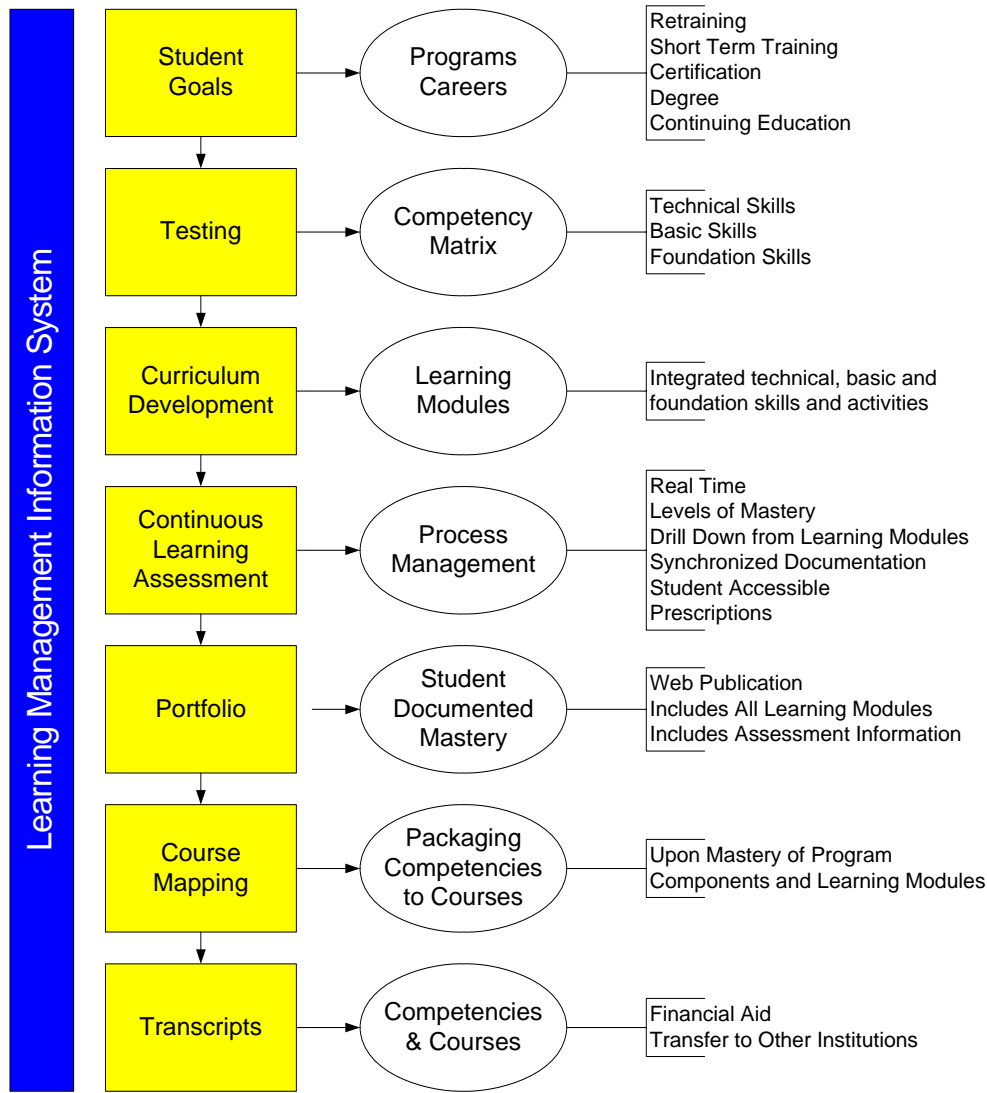 Learning Management Information System
Student
Goals
Programs
Careers
Retraining
Short Term Training
Certification
Degree
Continuing Education
Testing
Competency
Matrix
Technical Skills
Basic Skills
Foundation Skills
Curriculum
Development
Learning
Modules
Integrated technical, basic and
foundation skills and activities
Continuous
Learning
Assessment
Process
Management
Real Time
Levels of Mastery
Drill Down from Learning Modules
Synchronized Documentation
Student Accessible
Prescriptions
Portfolio
Student
Documented
Mastery
Web Publication
Includes All Learning Modules
Includes Assessment Information
Course
Mapping
Packaging
Competencies
to Courses
Upon Mastery of Program
Components and Learning Modules
Transcripts
Competencies
& Courses
Financial Aid
Transfer to Other Institutions